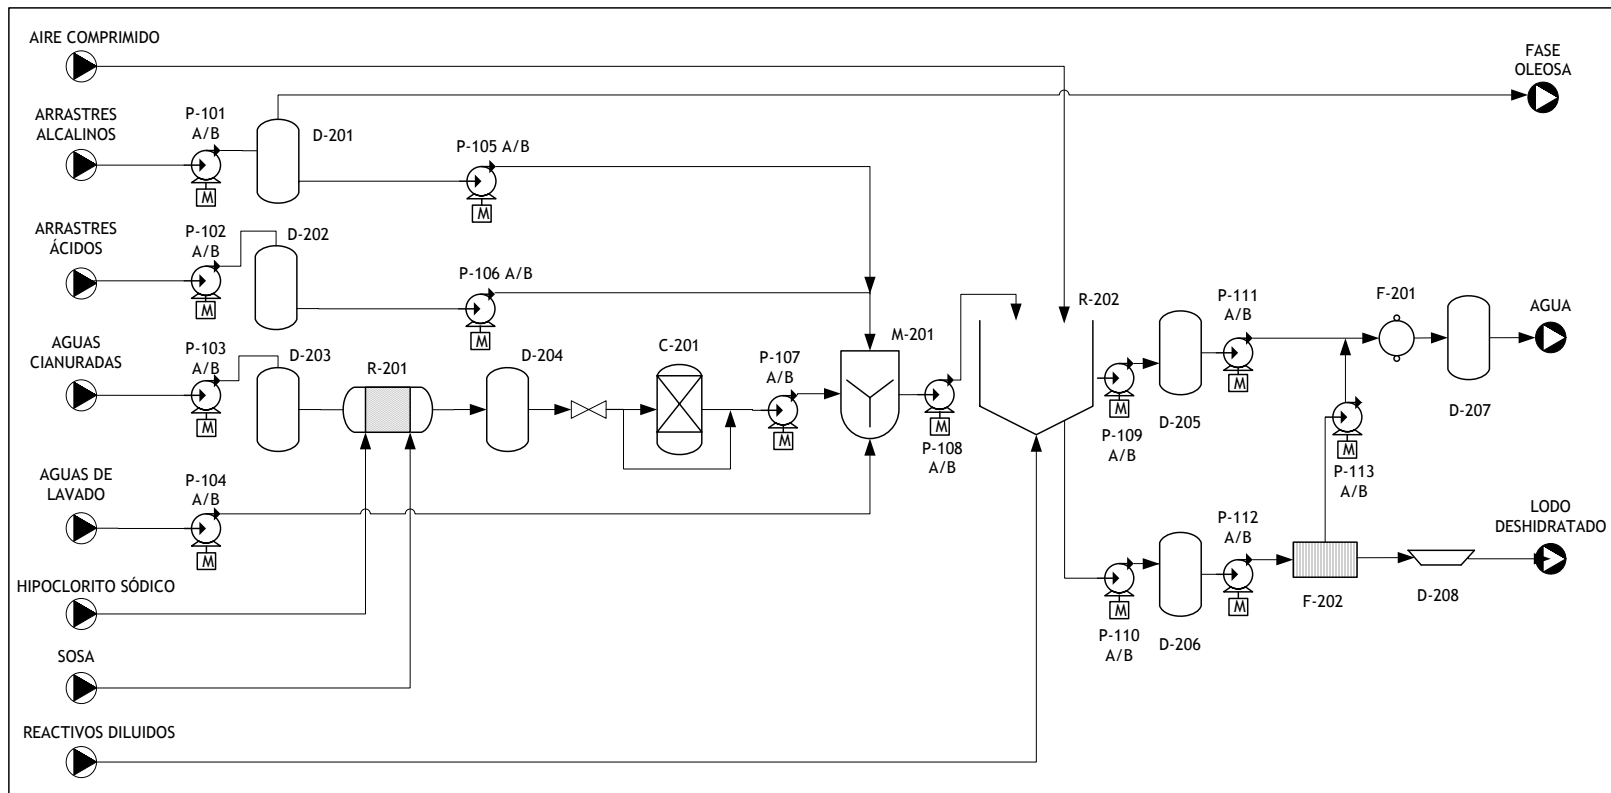 AIRE COMPRIMIDO
FASE
OLEOSA
ARRASTRES
ALCALINOS
P-101
A/B
M
D-201
P-105 A/B
M
ARRASTRES
ÁCIDOS
P-102
A/B
M
D-202
P-106 A/B
M
AGUAS
CIANURADAS
P-103
A/B
M
D-203
R-201
D-204
C-201
P-107
A/B
M
M-201
P-108
A/B
M
R-202
P-109
A/B
M
D-205
P-111
A/B
M
F-201
D-207
AGUA
AGUAS DE
LAVADO
P-104
A/B
M
P-113
A/B
M
HIPOCLORITO SÓDICO
P-110
A/B
M
D-206
P-112
A/B
M
F-202
D-208
LODO
DESHIDRATADO
SOSA
REACTIVOS DILUIDOS